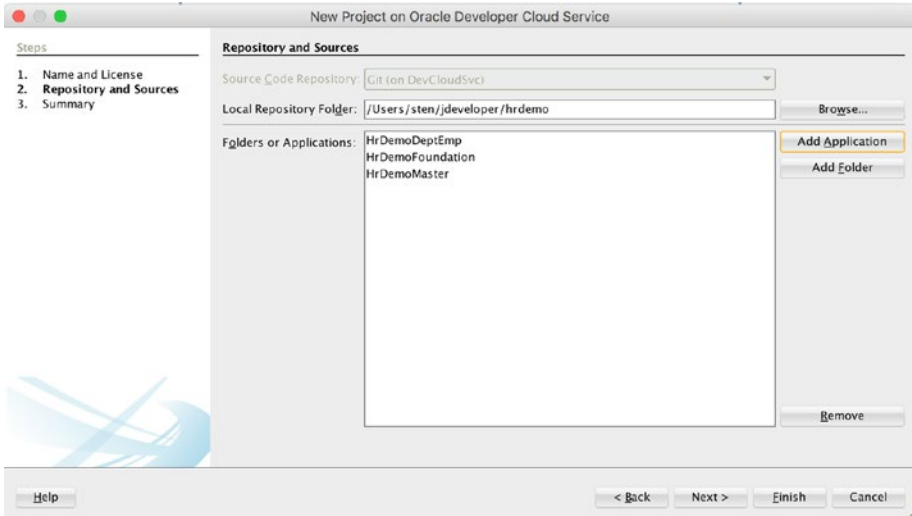 New Project on Oracle Developer Cloud Service
Steps
1. Name and License
2. Repository and Sources
3. Summary
Repository and Sources
Source Code Repository: Git (on DevCloudSvc)
Local Repository Folder: /Users/sten/jdeveloper/hrdemo Browse...
Folders or Applications:
HrDemoDeptEmp
HrDemoFoundation
HrDemoMaster
Add Application
Add Folder
Remove
Help < Back Next > Finish Cancel